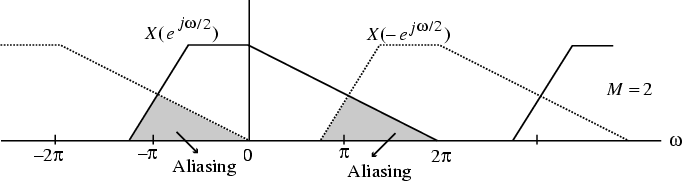 X(e^{jω/2})
X(−e^{jω/2})
M = 2
ω
−2π
−π
0
π
2π
Aliasing
Aliasing